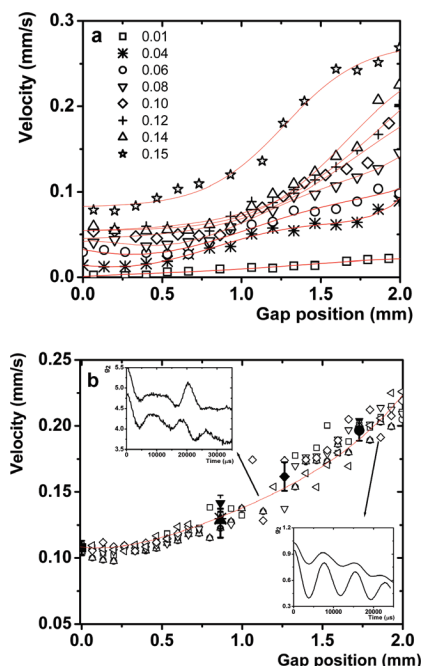 a
0.01
0.04
0.06
0.08
0.10
0.12
0.14
0.15
Velocity (mm/s)
0.3
0.2
0.1
0.0
0.0 0.5 1.0 1.5 2.0
Gap position (mm)
b
Velocity (mm/s)
0.25
0.20
0.15
0.10
0.05
g2
5.5
5.0
4.5
4.0
3.5
0 10000 20000 30000
Time (µs)
g2
1.2
0.9
0.6
0.3
0 10000 20000
Time (µs)
0.0 0.5 1.0 1.5 2.0
Gap position (mm)